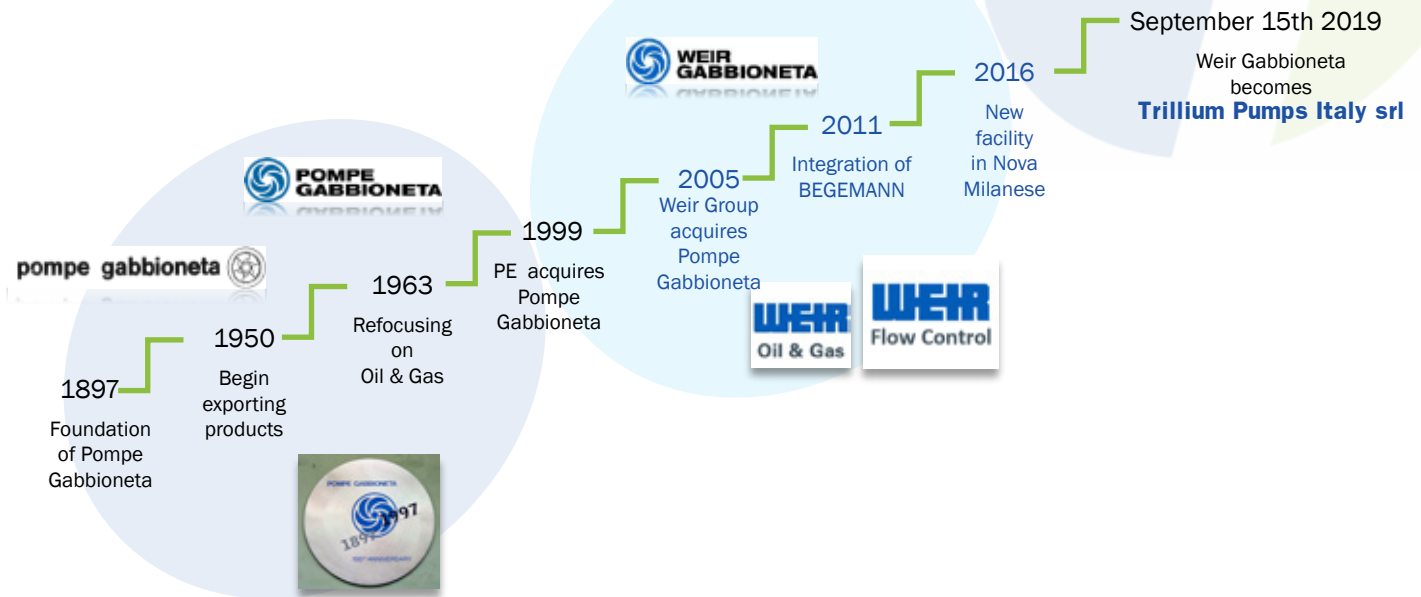 September 15th 2019
Weir Gabbioneta
becomes
Trillium Pumps Italy srl
WEIR
GABBIONETA
2016
New
facility
in Nova
Milanese
2011
Integration of
BEGEMANN
2005
Weir Group
acquires
Pompe
Gabbioneta
WEIR
Oil & Gas
WEIR
Flow Control
POMPE
GABBIONETA
1999
PE acquires
Pompe
Gabbioneta
pompe gabbioneta
1963
Refocusing
on
Oil & Gas
1950
Begin
exporting
products
1897
Foundation
of Pompe
Gabbioneta
POMPE GABBIONETA
1897
1997
100° ANNIVERSARY